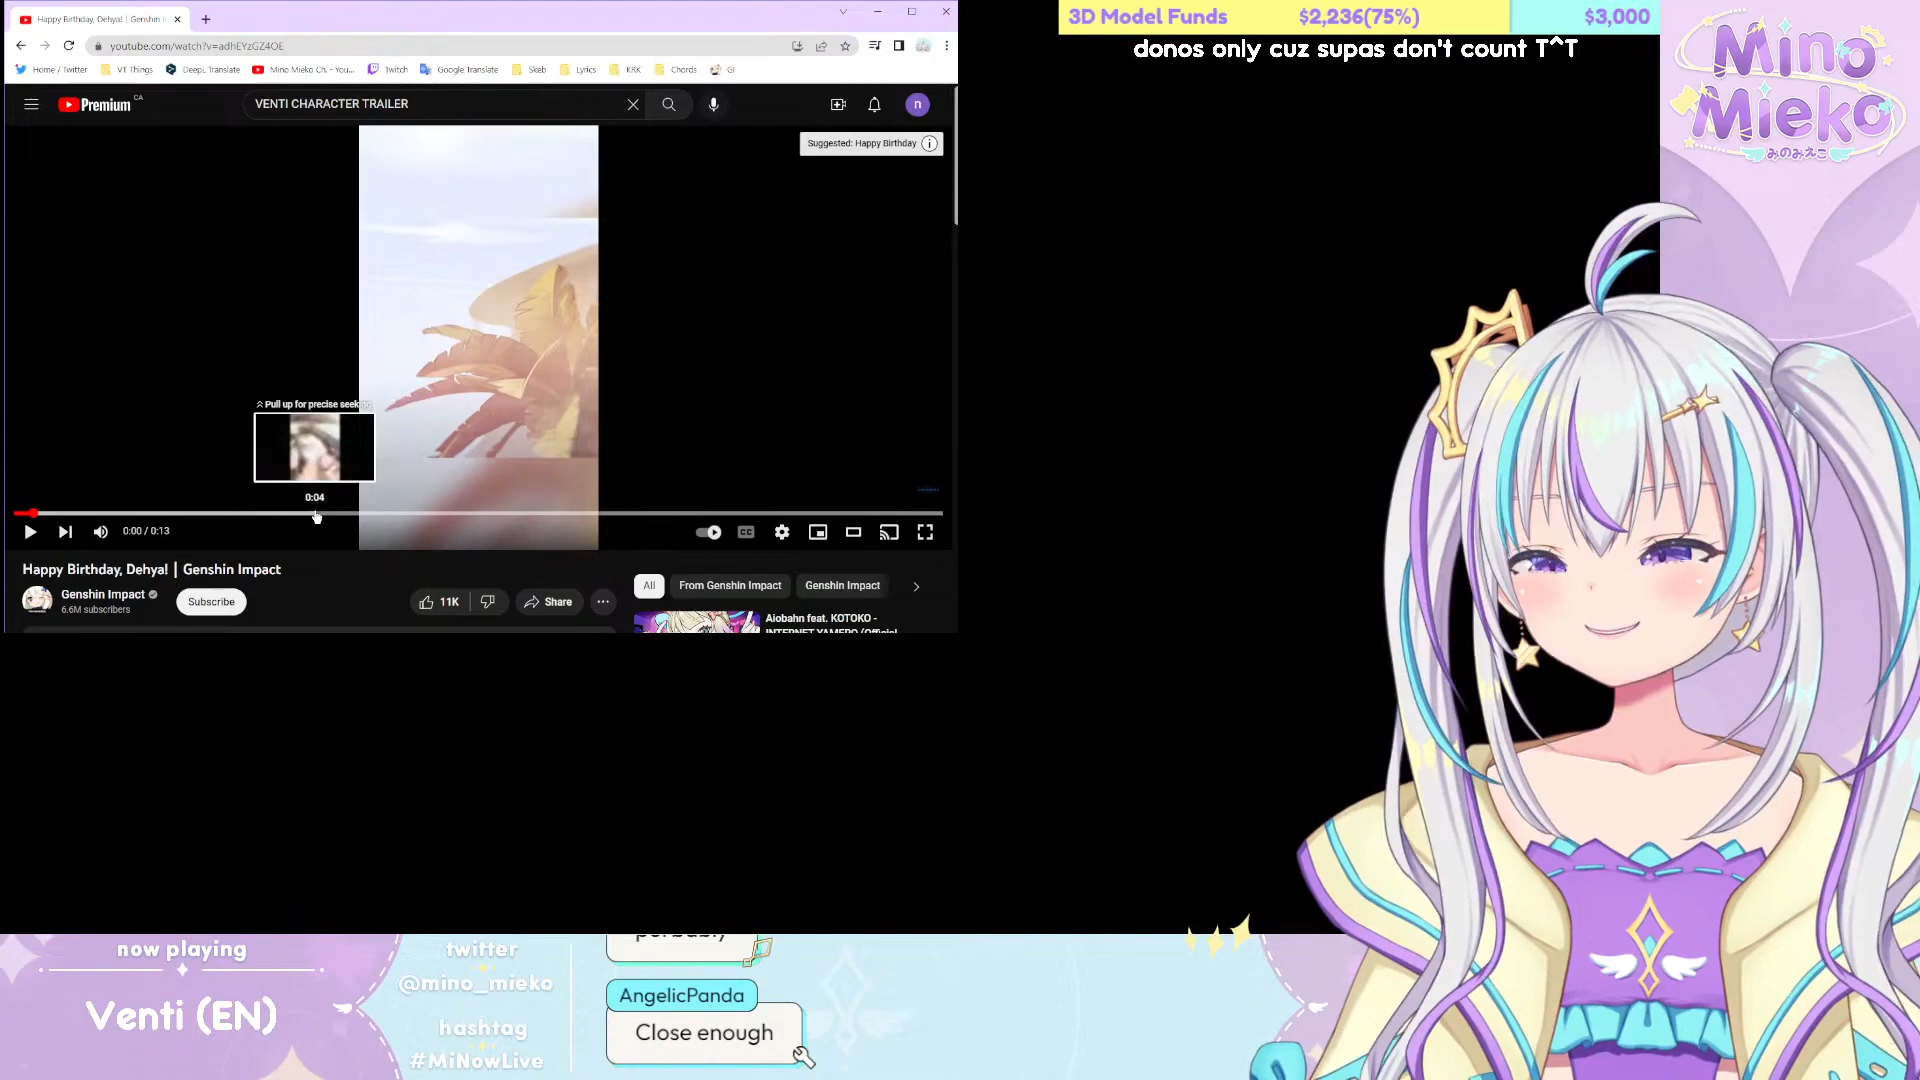 Happy Birthday, Dehya! | Genshin I
youtube.com/watch?v=adhEYzGZ4OE
Home / Twitter
VT Things
DeepL Translate
Mino Mieko Ch. - You...
Twitch
Google Translate
Skeb
Lyrics
KRK
Chords
GI
Premium CA
VENTI CHARACTER TRAILER
n
Suggested: Happy Birthday
Pull up for precise seek
0:04
0:00 / 0:13
CC
Happy Birthday, Dehya! | Genshin Impact
Genshin Impact
6.6M subscribers
Subscribe
11K
Share
All
From Genshin Impact
Genshin Impact
Aiobahn feat. KOTOKO -
INTERNET YAMERO (Official
3D Model Funds
$2,236(75%)
$3,000
donos only cuz supas don't count T^T
Mino
Mieko
みのみえこ
now playing
Venti (EN)
twitter
@mino_mieko
hashtag
#MiNowLive
AngelicPanda
Close enough